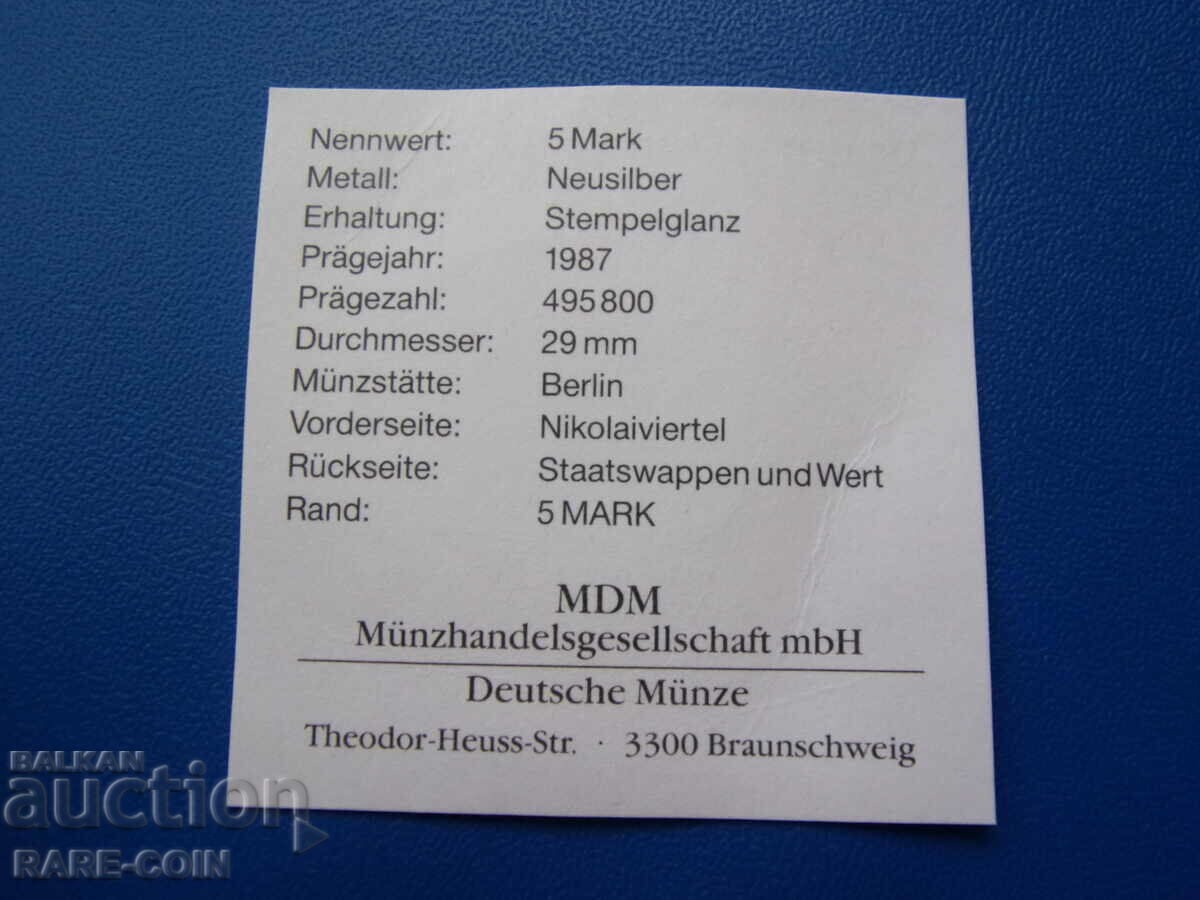 Nennwert: 5 Mark
Metall: Neusilber
Erhaltung: Stempelglanz
Prägejahr: 1987
Prägezahl: 495 800
Durchmesser: 29 mm
Münzstätte: Berlin
Vorderseite: Nikolaiviertel
Rückseite: Staatswappen und Wert
Rand: 5 MARK
MDM
Münzhandelsgesellschaft mbH
Deutsche Münze
Theodor-Heuss-Str. · 3300 Braunschweig
BALKAN
auction
RARE-COIN